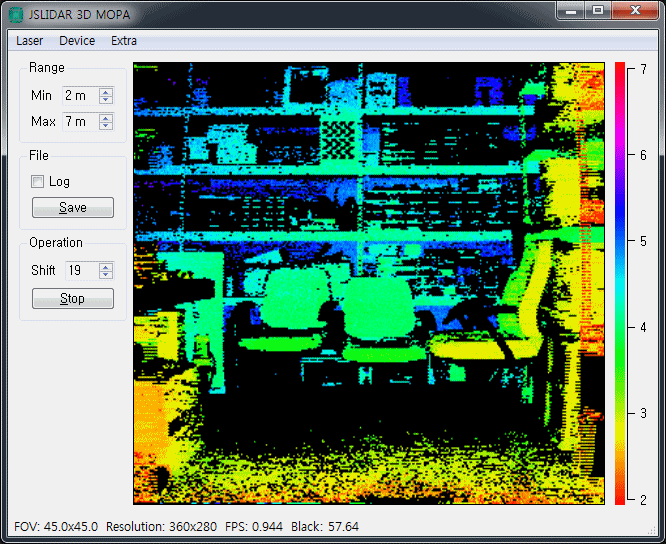 JSLIDAR 3D MOPA
Laser Device Extra
Range
Min 2 m
Max 7 m
File
Log
Save
Operation
Shift 19
Stop
7
6
5
4
3
2
FOV: 45.0x45.0 Resolution: 360x280 FPS: 0.944 Black: 57.64